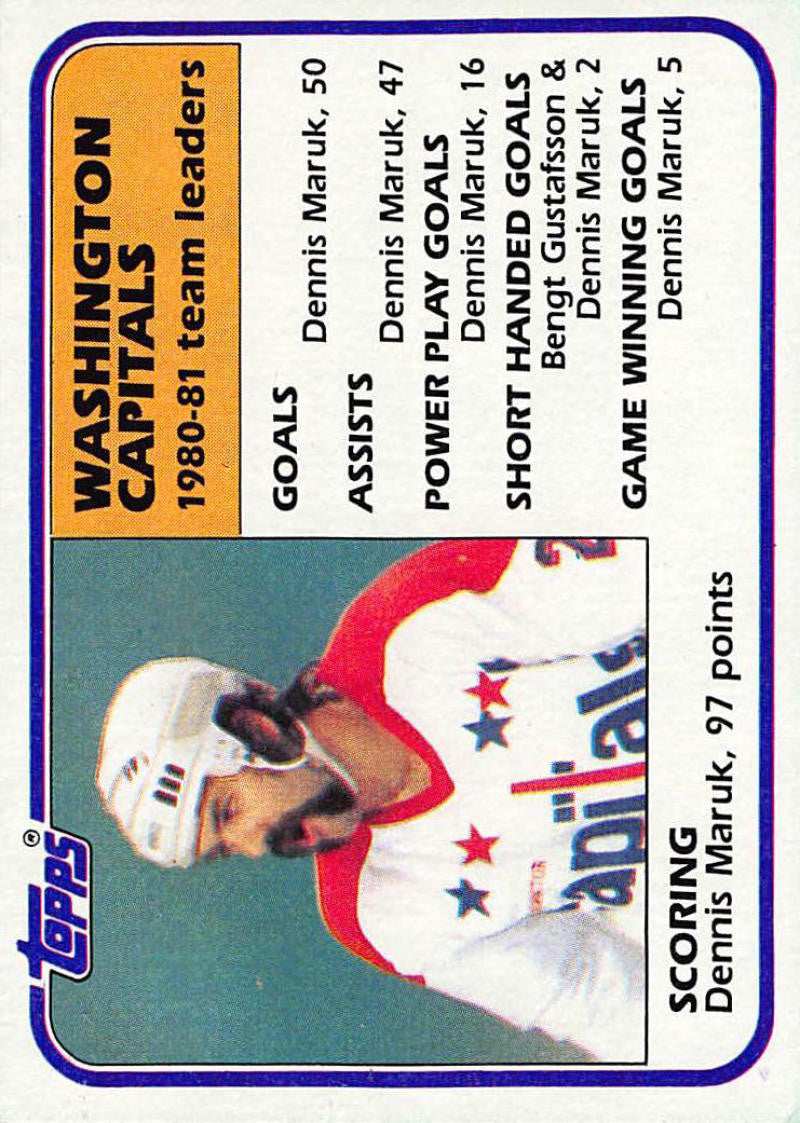 topps®
WASHINGTON
CAPITALS
1980-81 team leaders
GOALS
Dennis Maruk, 50
ASSISTS
Dennis Maruk, 47
POWER PLAY GOALS
Dennis Maruk, 16
SHORT HANDED GOALS
Bengt Gustafsson &
Dennis Maruk, 2
GAME WINNING GOALS
Dennis Maruk, 5
apitals
2
SCORING
Dennis Maruk, 97 points